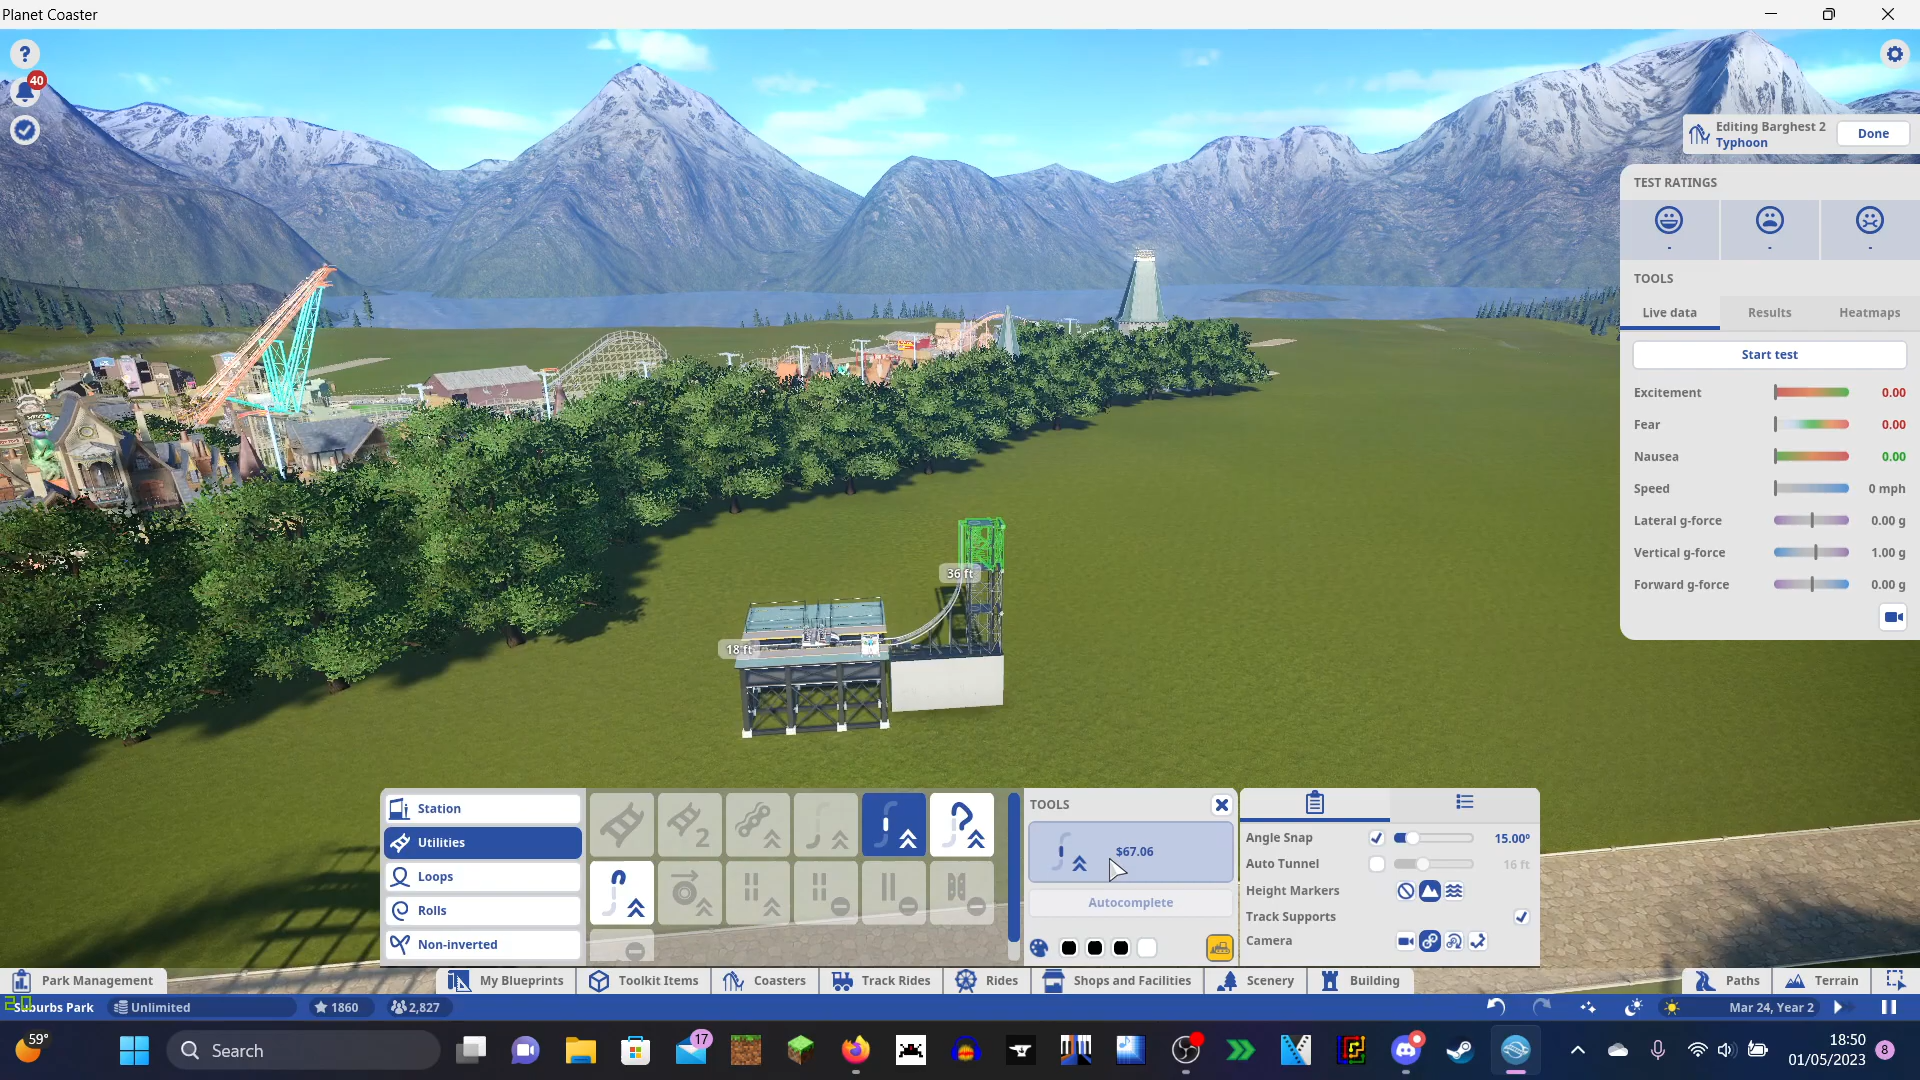 Planet Coaster
?
40
Editing Barghest 2
Typhoon
Done
TEST RATINGS
- - -
TOOLS
Live data Results Heatmaps
Start test
Excitement 0.00
Fear 0.00
Nausea 0.00
Speed 0 mph
Lateral g-force 0.00 g
Vertical g-force 1.00 g
Forward g-force 0.00 g
36 ft
18 ft
Station
Utilities
Loops
Rolls
Non-inverted
2
TOOLS
$67.06
Autocomplete
Angle Snap 15.00°
Auto Tunnel 16 ft
Height Markers
Track Supports
Camera
Park Management
My Blueprints
Toolkit Items
Coasters
Track Rides
Rides
Shops and Facilities
Scenery
Building
Paths
Terrain
20
Suburbs Park
Unlimited
1860
2,827
Mar 24, Year 2
59°
Search
17
18:50
01/05/2023
8